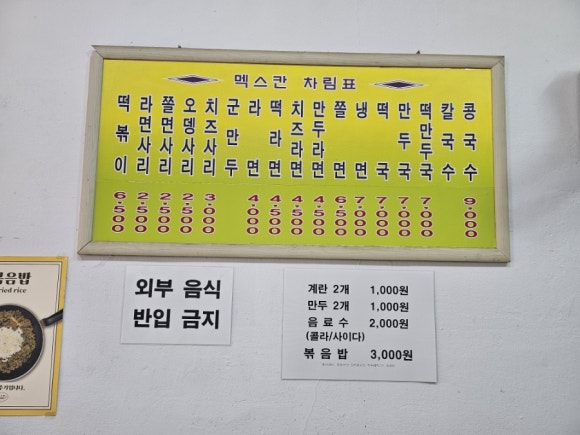 멕스칸 차림표
떡볶이 6.500
라면사리 2.500
쫄면사리 2.500
오뎅사리 2.500
치즈사리 3.000
군만두
라면 4.000
떡라면 4.500
치즈라면 4.500
만두라면 4.500
쫄면 6.500
냉면 7.000
떡국 7.000
만두국 7.000
떡만두국 7.000
칼국수
콩국수 9.000
외부 음식
반입 금지
계란 2개 1,000원
만두 2개 1,000원
음료수 2,000원
(콜라/사이다)
볶음밥 3,000원